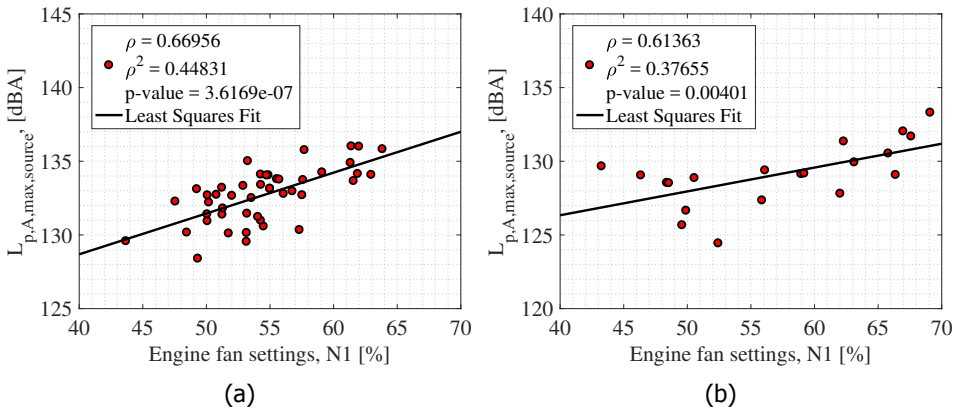 145
140
135
130
125
L_p,A,max,source, [dBA]
ρ = 0.66956
ρ² = 0.44831
p-value = 3.6169e-07
Least Squares Fit
40 45 50 55 60 65 70
Engine fan settings, N1 [%]
(a)
140
135
130
125
120
L_p,A,max,source, [dBA]
ρ = 0.61363
ρ² = 0.37655
p-value = 0.00401
Least Squares Fit
40 45 50 55 60 65 70
Engine fan settings, N1 [%]
(b)